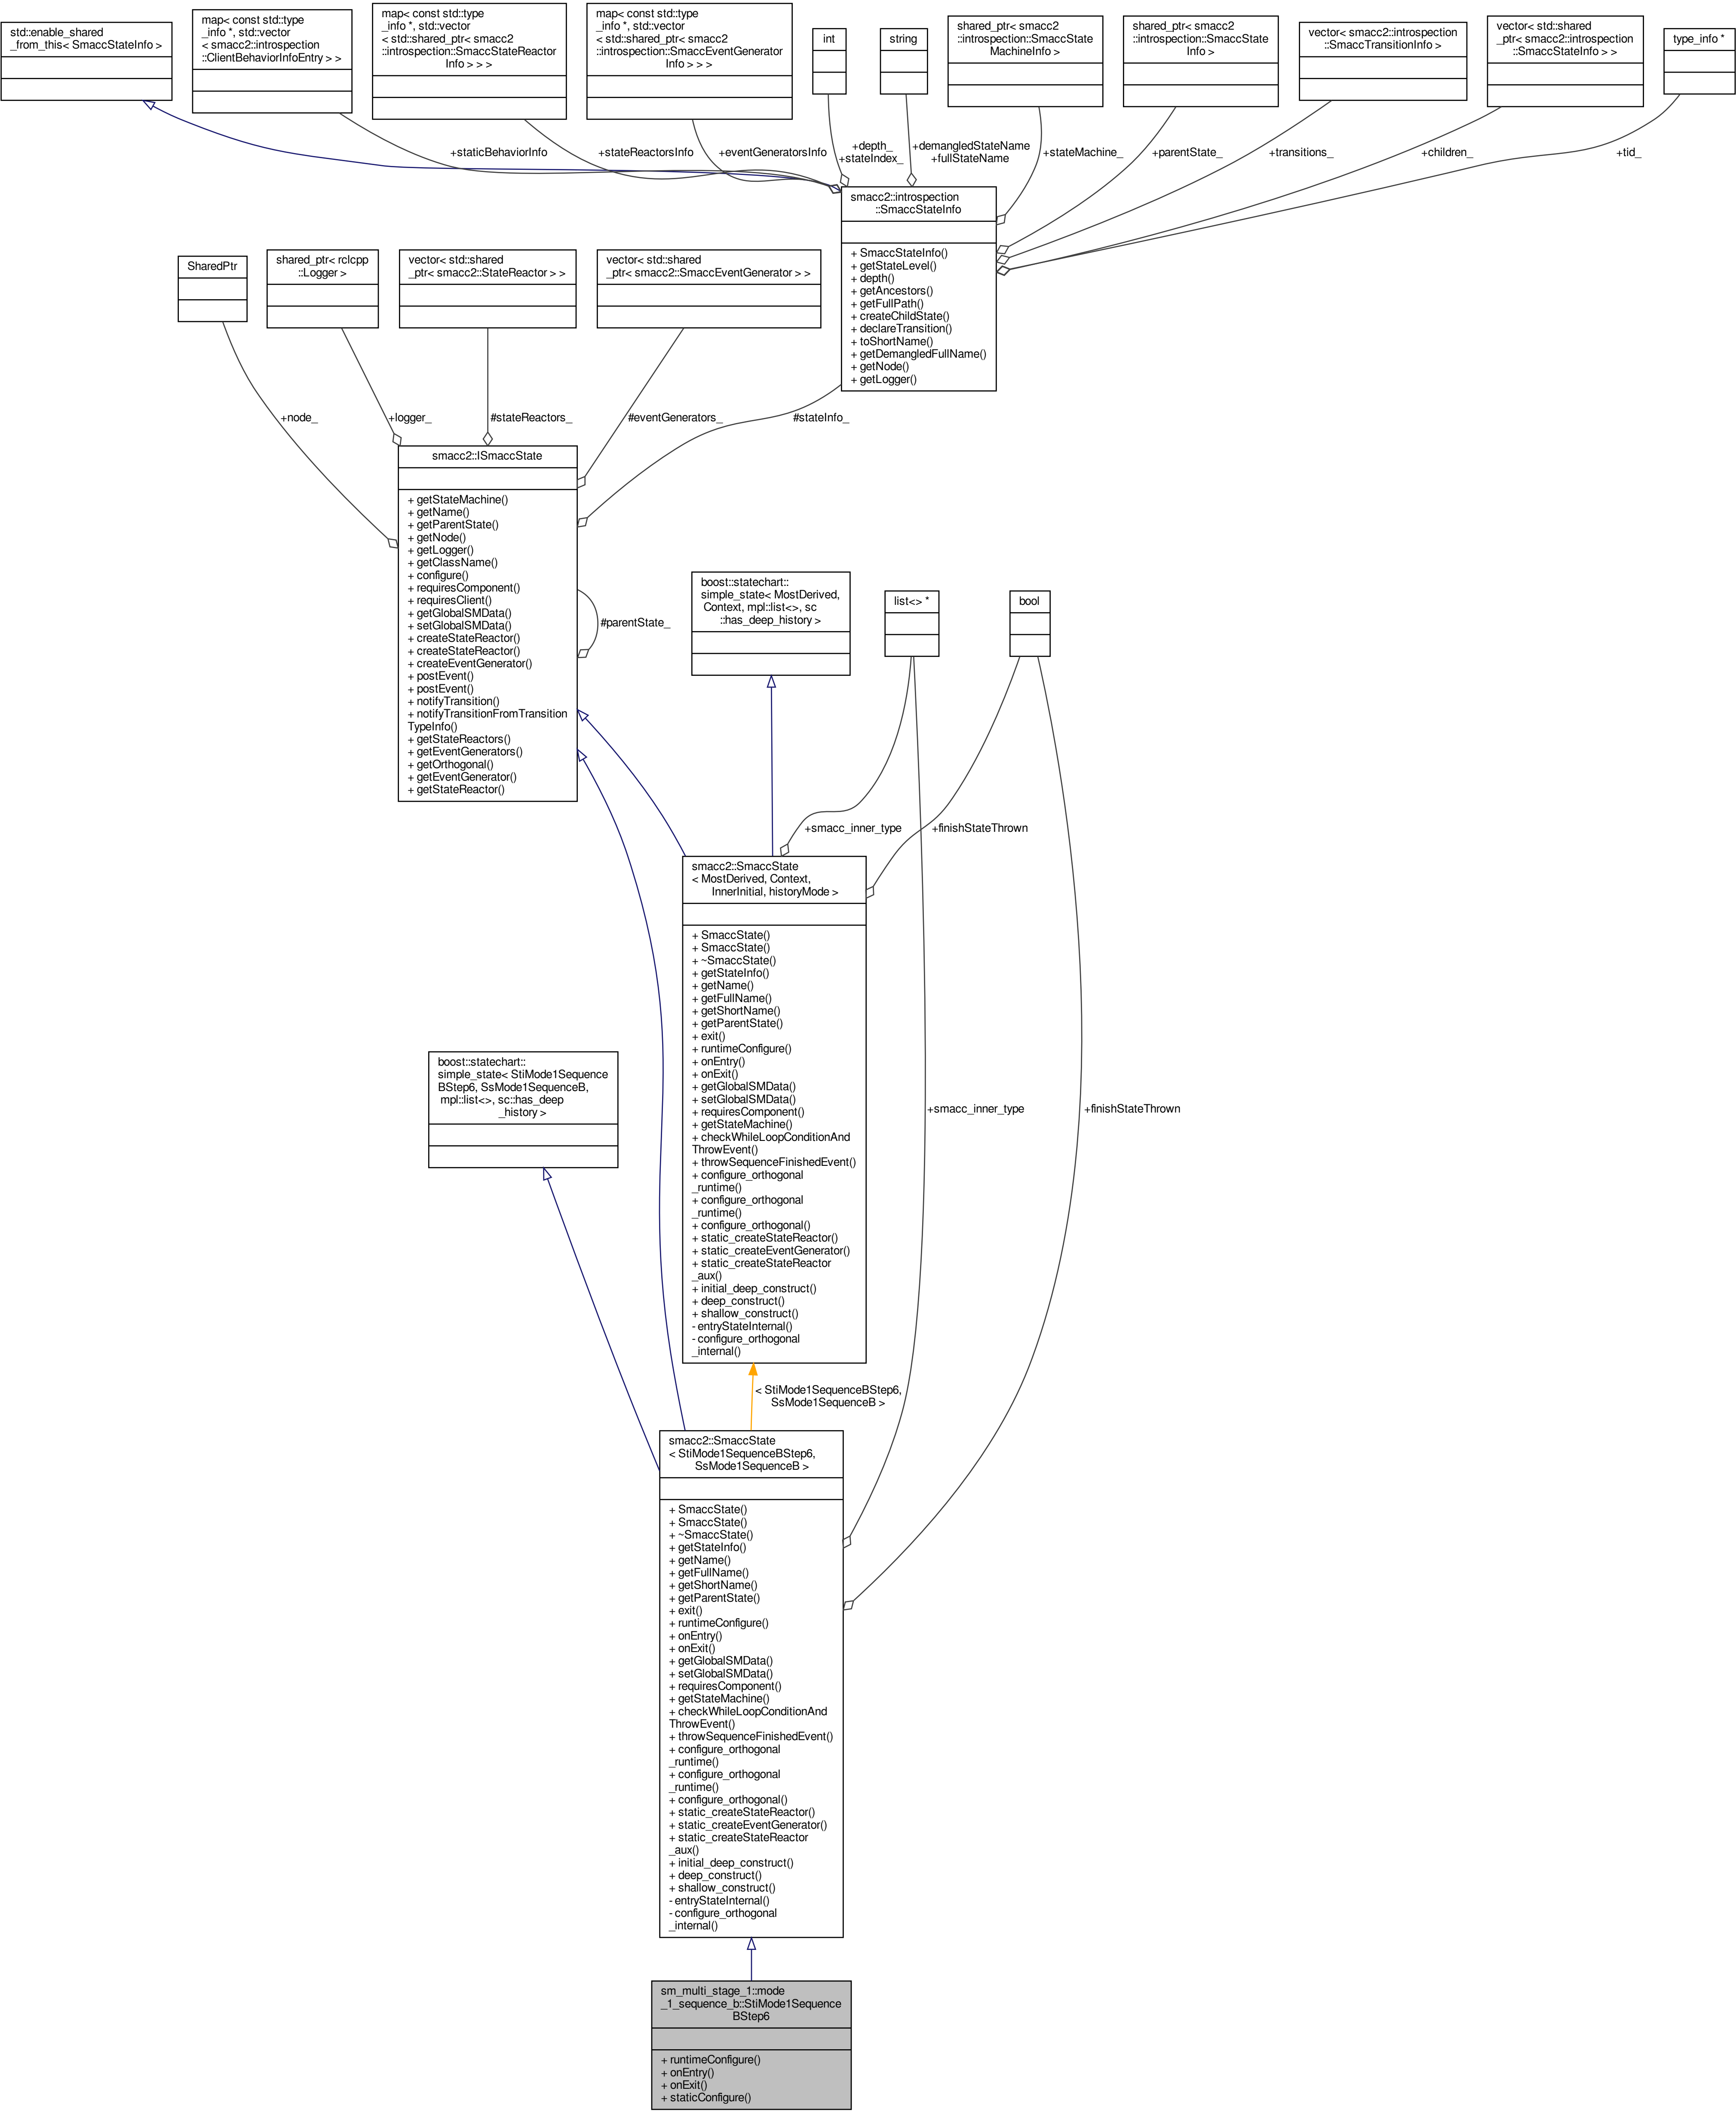 std::enable_shared
_from_this< SmaccStateInfo >
map< const std::type
_info *, std::vector
< smacc2::introspection
::ClientBehaviorInfoEntry > >
map< const std::type
_info *, std::vector
< std::shared_ptr< smacc2
::introspection::SmaccStateReactor
Info > > >
map< const std::type
_info *, std::vector
< std::shared_ptr< smacc2
::introspection::SmaccEventGenerator
Info > > >
int
string
shared_ptr< smacc2
::introspection::SmaccState
MachineInfo >
shared_ptr< smacc2
::introspection::SmaccState
Info >
vector< smacc2::introspection
::SmaccTransitionInfo >
vector< std::shared
_ptr< smacc2::introspection
::SmaccStateInfo > >
type_info *
+staticBehaviorInfo
+stateReactorsInfo
+eventGeneratorsInfo
+depth_
+stateIndex_
+demangledStateName
+fullStateName
+stateMachine_
+parentState_
+transitions_
+children_
+tid_
smacc2::introspection
::SmaccStateInfo
+ SmaccStateInfo()
+ getStateLevel()
+ depth()
+ getAncestors()
+ getFullPath()
+ createChildState()
+ declareTransition()
+ toShortName()
+ getDemangledFullName()
+ getNode()
+ getLogger()
SharedPtr
shared_ptr< rclcpp
::Logger >
vector< std::shared
_ptr< smacc2::StateReactor > >
vector< std::shared
_ptr< smacc2::SmaccEventGenerator > >
+node_
+logger_
#stateReactors_
#eventGenerators_
#stateInfo_
smacc2::ISmaccState
+ getStateMachine()
+ getName()
+ getParentState()
+ getNode()
+ getLogger()
+ getClassName()
+ configure()
+ requiresComponent()
+ requiresClient()
+ getGlobalSMData()
+ setGlobalSMData()
+ createStateReactor()
+ createStateReactor()
+ createEventGenerator()
+ postEvent()
+ postEvent()
+ notifyTransition()
+ notifyTransitionFromTransition
TypeInfo()
+ getStateReactors()
+ getEventGenerators()
+ getOrthogonal()
+ getEventGenerator()
+ getStateReactor()
#parentState_
boost::statechart::
simple_state< MostDerived,
Context, mpl::list<>, sc
::has_deep_history >
list<> *
bool
+smacc_inner_type
+finishStateThrown
smacc2::SmaccState
< MostDerived, Context,
InnerInitial, historyMode >
+ SmaccState()
+ SmaccState()
+ ~SmaccState()
+ getStateInfo()
+ getName()
+ getFullName()
+ getShortName()
+ getParentState()
+ exit()
+ runtimeConfigure()
+ onEntry()
+ onExit()
+ getGlobalSMData()
+ setGlobalSMData()
+ requiresComponent()
+ getStateMachine()
+ checkWhileLoopConditionAnd
ThrowEvent()
+ throwSequenceFinishedEvent()
+ configure_orthogonal
_runtime()
+ configure_orthogonal
_runtime()
+ configure_orthogonal()
+ static_createStateReactor()
+ static_createEventGenerator()
+ static_createStateReactor
_aux()
+ initial_deep_construct()
+ deep_construct()
+ shallow_construct()
- entryStateInternal()
- configure_orthogonal
_internal()
boost::statechart::
simple_state< StiMode1Sequence
BStep6, SsMode1SequenceB,
mpl::list<>, sc::has_deep
_history >
+smacc_inner_type
+finishStateThrown
< StiMode1SequenceBStep6,
SsMode1SequenceB >
smacc2::SmaccState
< StiMode1SequenceBStep6,
SsMode1SequenceB >
+ SmaccState()
+ SmaccState()
+ ~SmaccState()
+ getStateInfo()
+ getName()
+ getFullName()
+ getShortName()
+ getParentState()
+ exit()
+ runtimeConfigure()
+ onEntry()
+ onExit()
+ getGlobalSMData()
+ setGlobalSMData()
+ requiresComponent()
+ getStateMachine()
+ checkWhileLoopConditionAnd
ThrowEvent()
+ throwSequenceFinishedEvent()
+ configure_orthogonal
_runtime()
+ configure_orthogonal
_runtime()
+ configure_orthogonal()
+ static_createStateReactor()
+ static_createEventGenerator()
+ static_createStateReactor
_aux()
+ initial_deep_construct()
+ deep_construct()
+ shallow_construct()
- entryStateInternal()
- configure_orthogonal
_internal()
sm_multi_stage_1::mode
_1_sequence_b::StiMode1Sequence
BStep6
+ runtimeConfigure()
+ onEntry()
+ onExit()
+ staticConfigure()